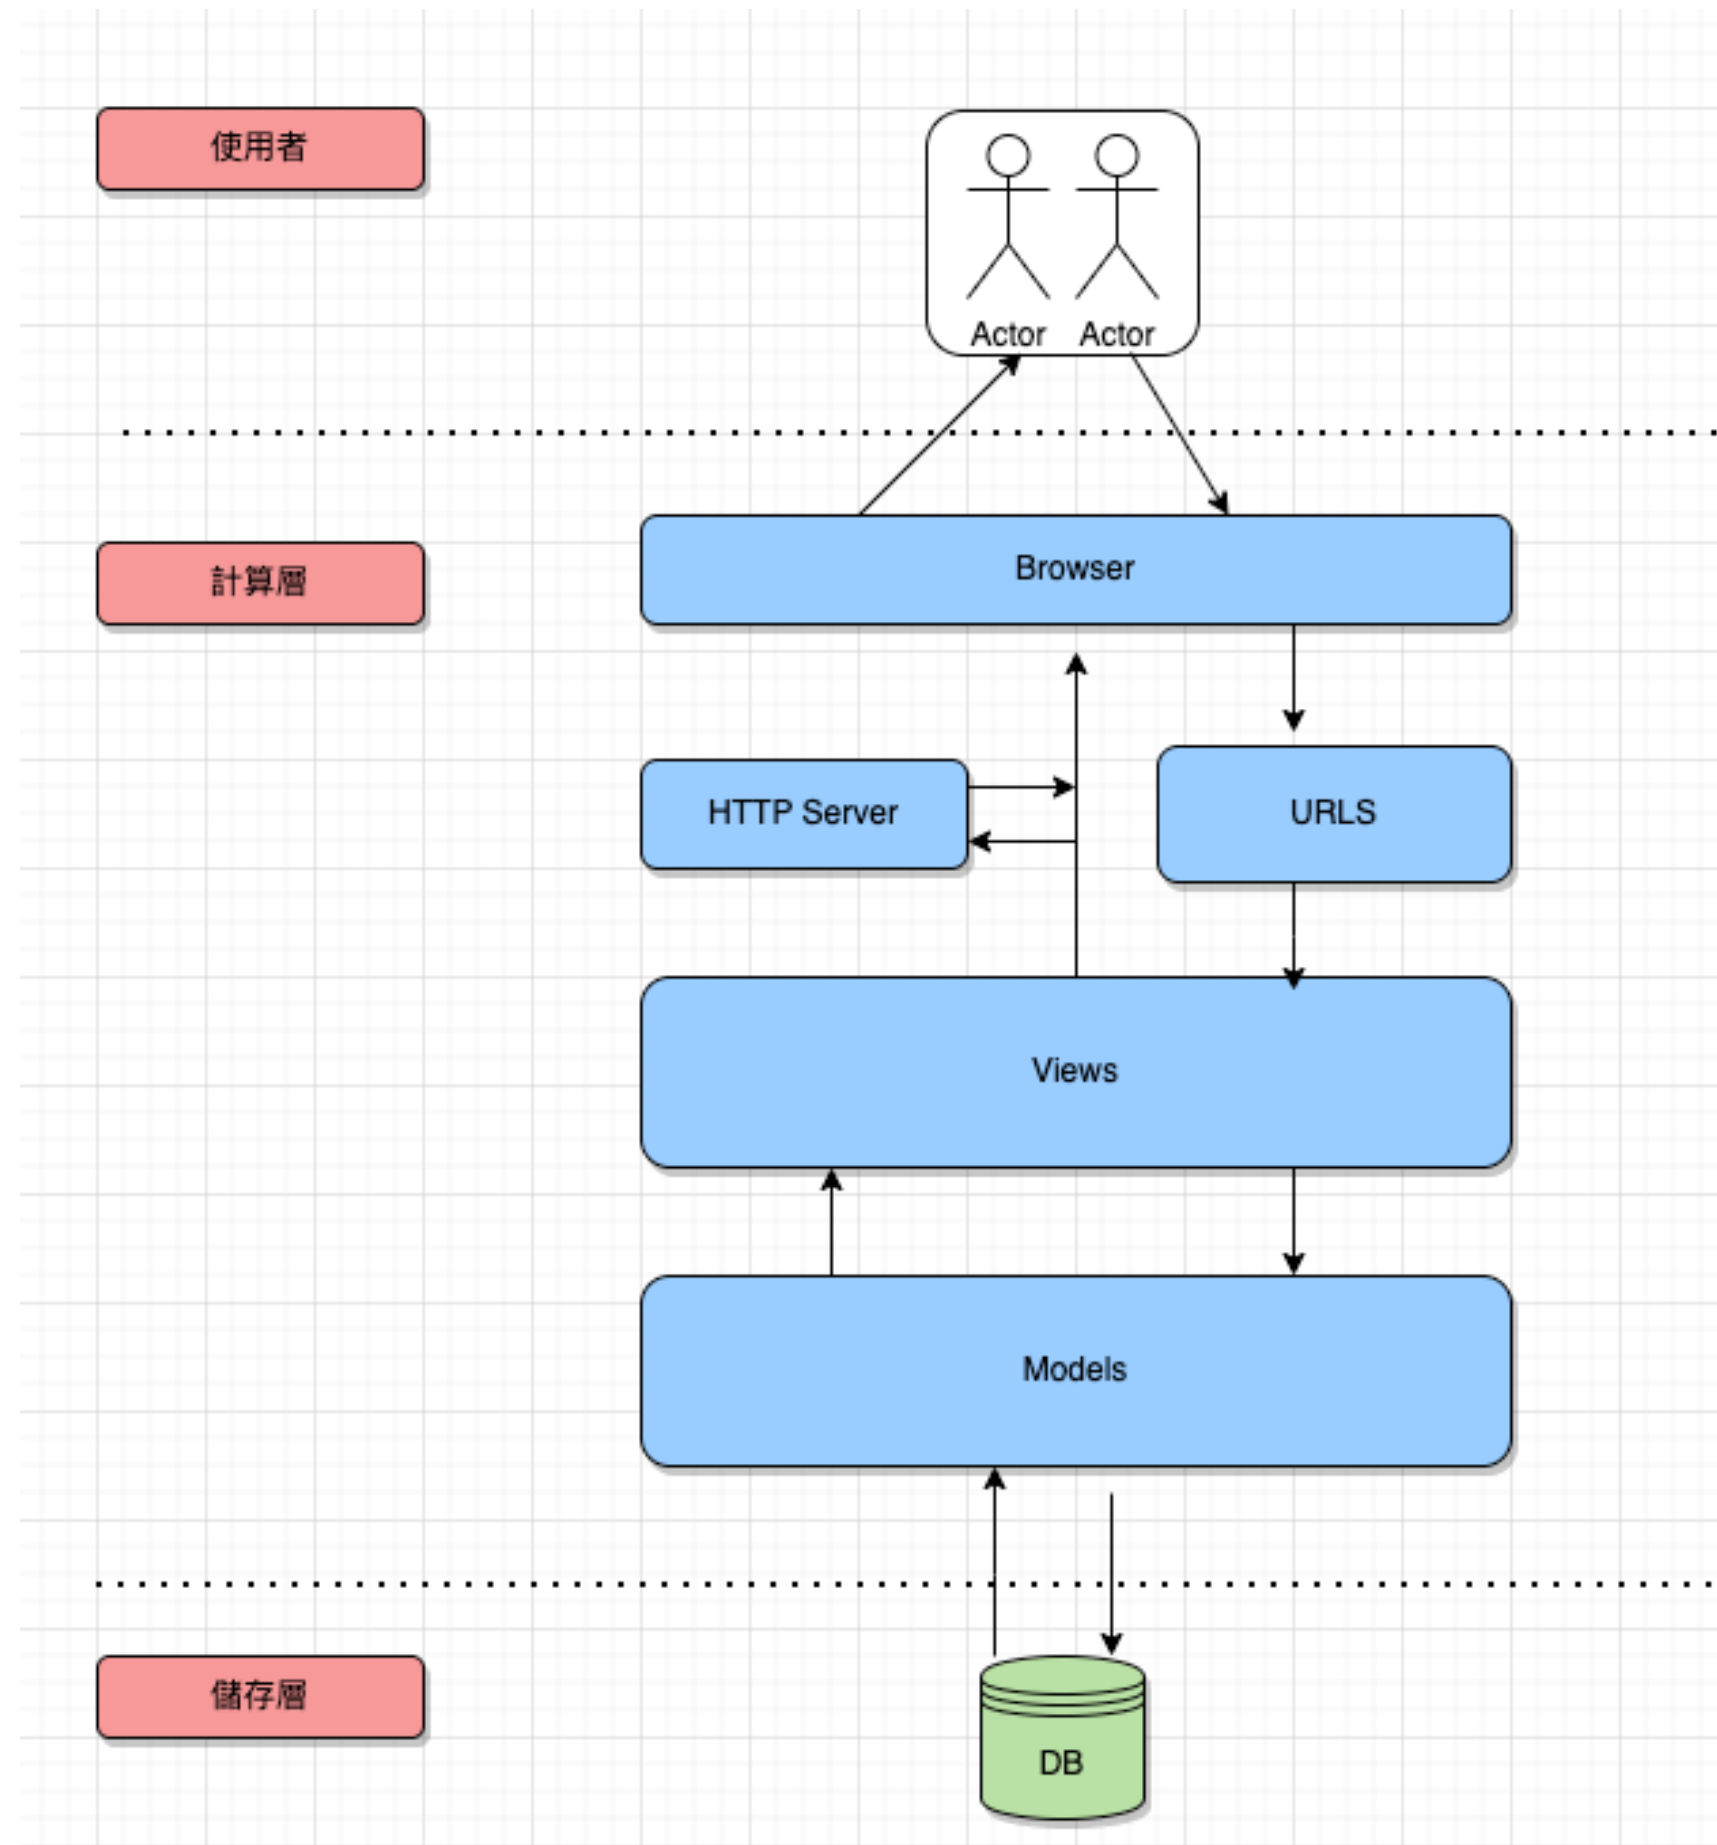 使用者
Actor
Actor
計算層
Browser
HTTP Server
URLS
Views
Models
儲存層
DB